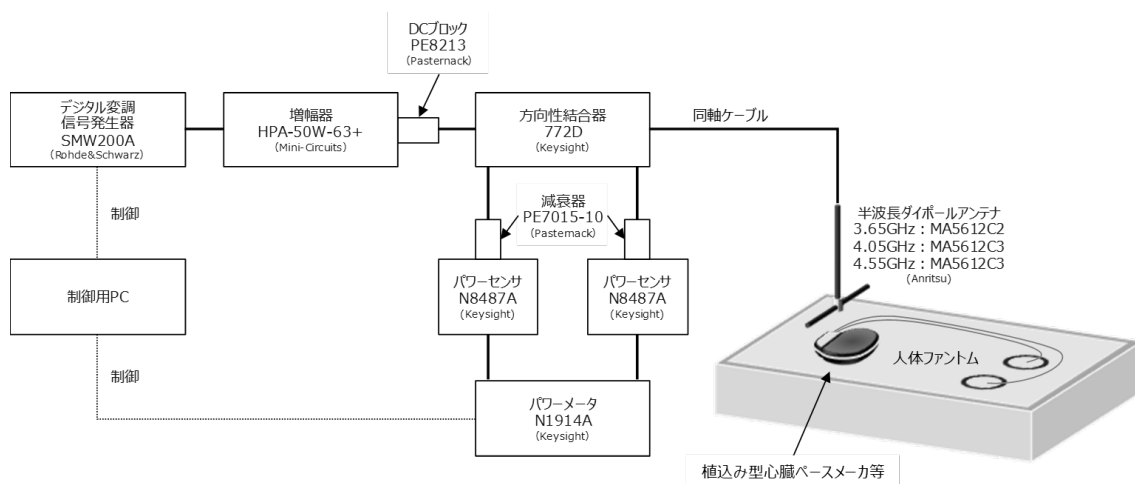 DCブロック
PE8213
(Pasternack)
デジタル変調
信号発生器
SMW200A
(Rohde&Schwarz)
増幅器
HPA-50W-63+
(Mini-Circuits)
方向性結合器
772D
(Keysight)
同軸ケーブル
制御
減衰器
PE7015-10
(Pasternack)
半波長ダイポールアンテナ
3.65GHz：MA5612C2
4.05GHz：MA5612C3
4.55GHz：MA5612C3
(Anritsu)
制御用PC
パワーセンサ
N8487A
(Keysight)
パワーセンサ
N8487A
(Keysight)
人体ファントム
制御
パワーメータ
N1914A
(Keysight)
植込み型心臓ペースメーカ等